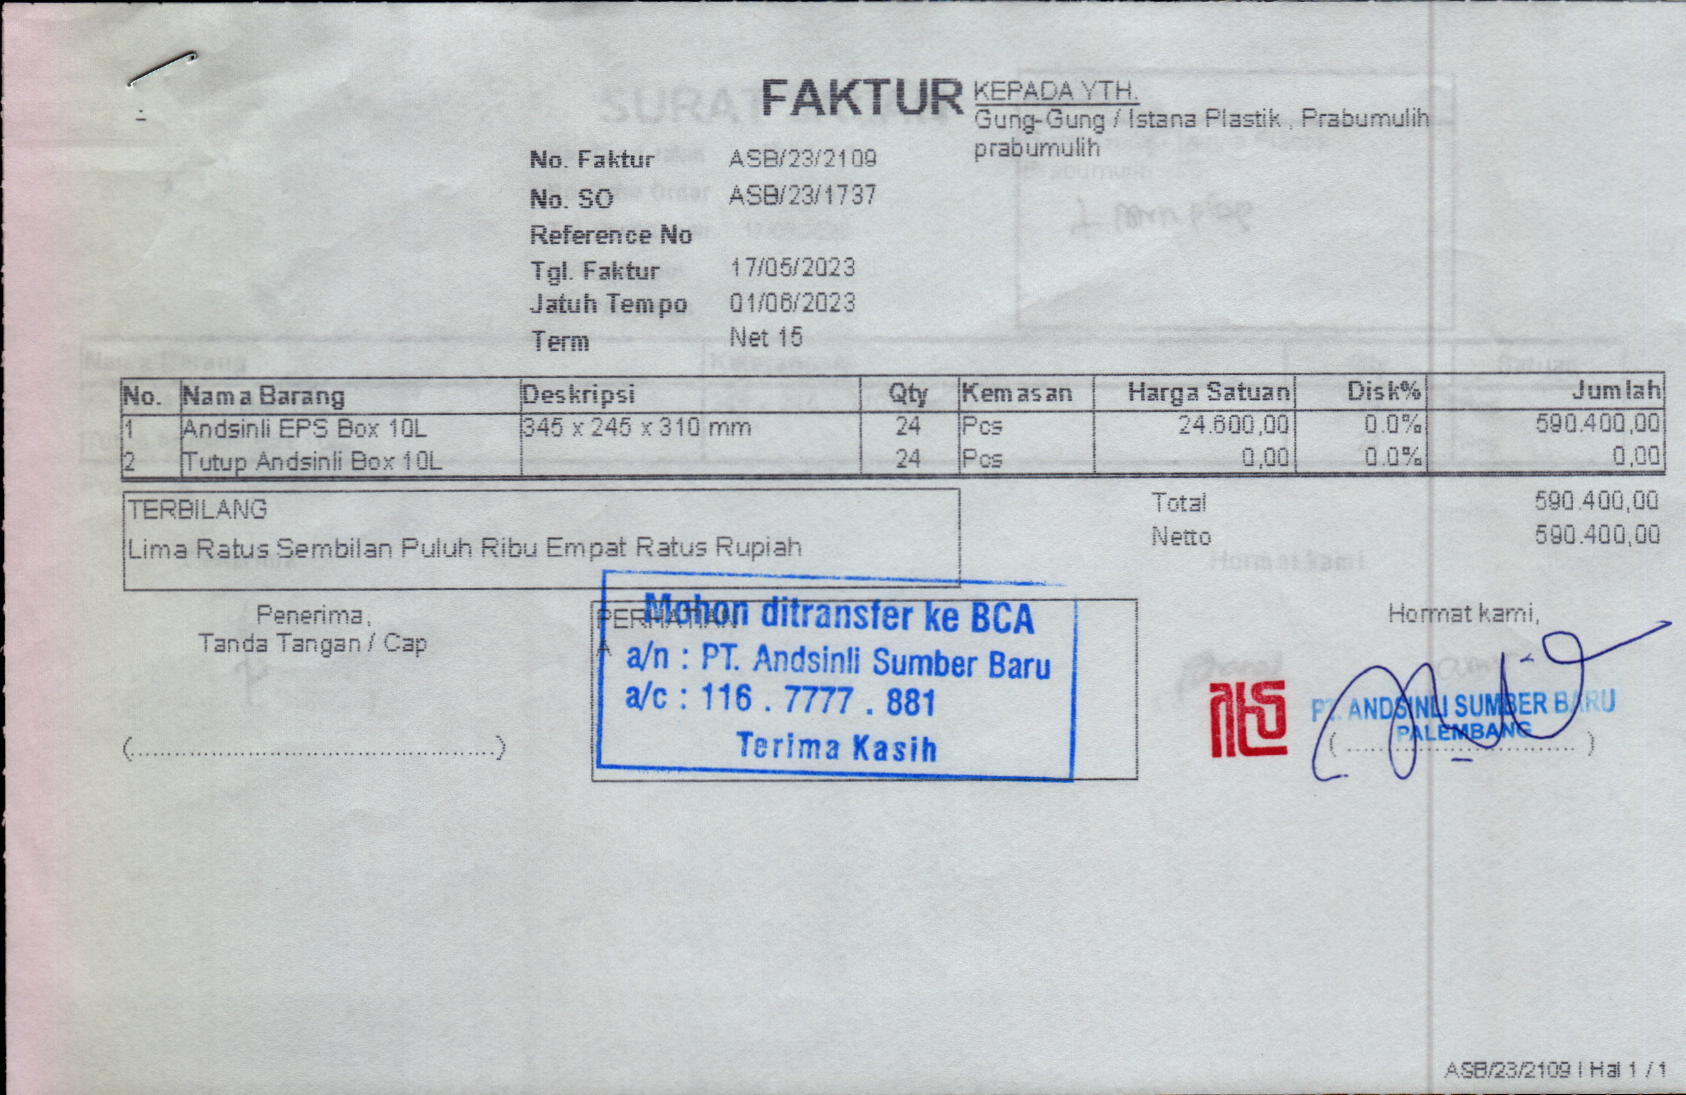 FAKTUR
KEPADA YTH.
Gung-Gung / Istana Plastik , Prabumulih
prabumulih
No. Faktur ASB/23/2109
No. SO ASB/23/1737
Reference No
Tgl. Faktur 17/05/2023
Jatuh Tempo 01/06/2023
Term Net 15
No. Nama Barang Deskripsi Qty Kemasan Harga Satuan Disk% Jumlah
1 Andsinli EPS Box 10L 345 x 245 x 310 mm 24 Pcs 24.600,00 0.0% 590.400,00
2 Tutup Andsinli Box 10L 24 Pcs 0,00 0.0% 0,00
TERBILANG
Lima Ratus Sembilan Puluh Ribu Empat Ratus Rupiah
Total 590.400,00
Netto 590.400,00
Penerima,
Tanda Tangan / Cap
(..........................................)
PERHATIAN
A
Mohon ditransfer ke BCA
a/n : PT. Andsinli Sumber Baru
a/c : 116 . 7777 . 881
Terima Kasih
Hormat kami,
PT. ANDSINLI SUMBER BARU
PALEMBANG
( .......................... )
ASB/23/2109 | Hal 1 / 1